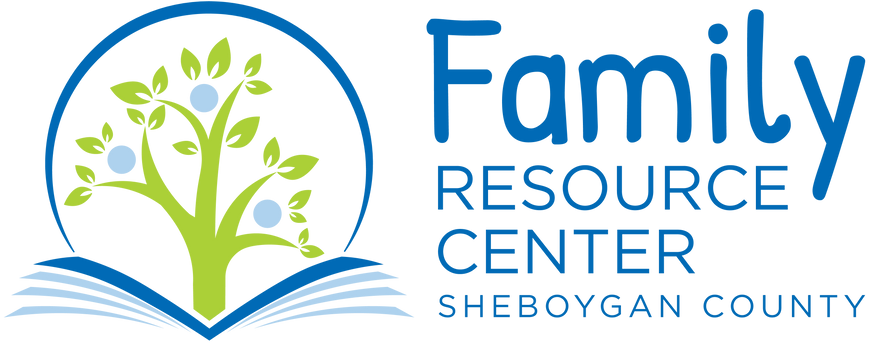 Family
RESOURCE
CENTER
SHEBOYGAN COUNTY